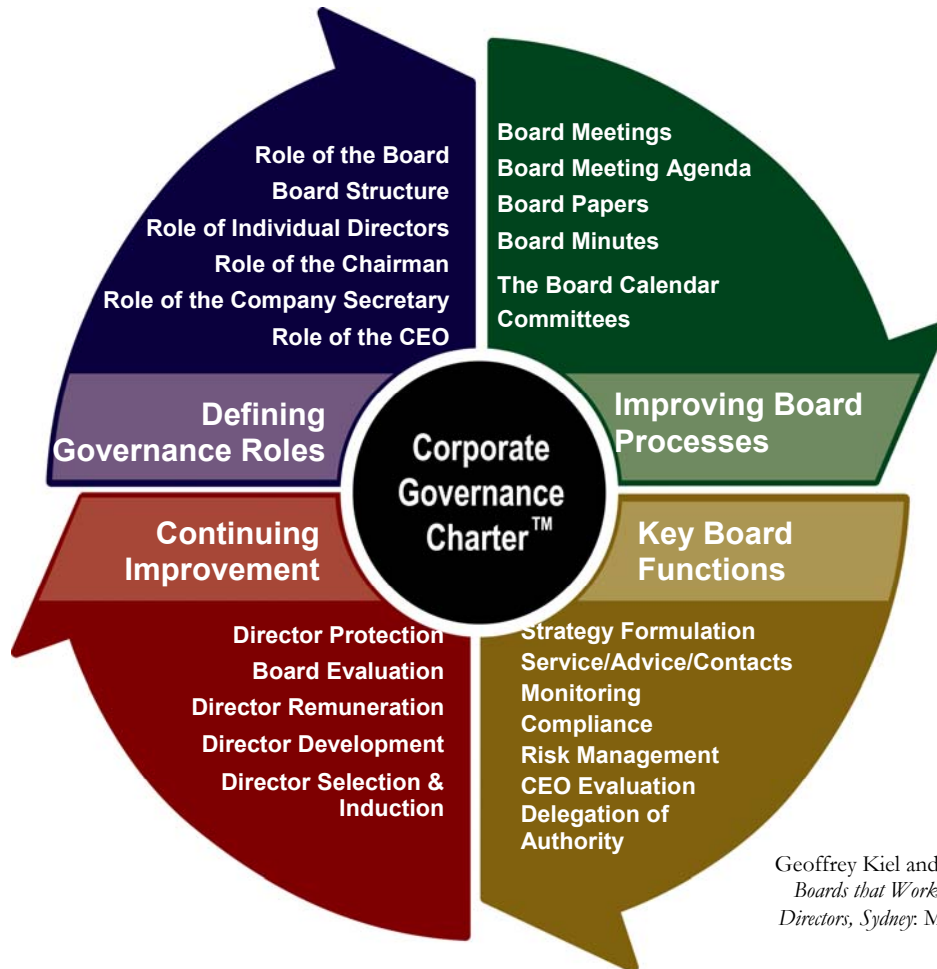 Role of the Board
Board Structure
Role of Individual Directors
Role of the Chairman
Role of the Company Secretary
Role of the CEO
Defining
Governance Roles
Board Meetings
Board Meeting Agenda
Board Papers
Board Minutes
The Board Calendar
Committees
Improving Board
Processes
Corporate
Governance
Charter™
Continuing
Improvement
Director Protection
Board Evaluation
Director Remuneration
Director Development
Director Selection &
Induction
Key Board
Functions
Strategy Formulation
Service/Advice/Contacts
Monitoring
Compliance
Risk Management
CEO Evaluation
Delegation of
Authority
Geoffrey Kiel and
Boards that Work
Directors, Sydney: M